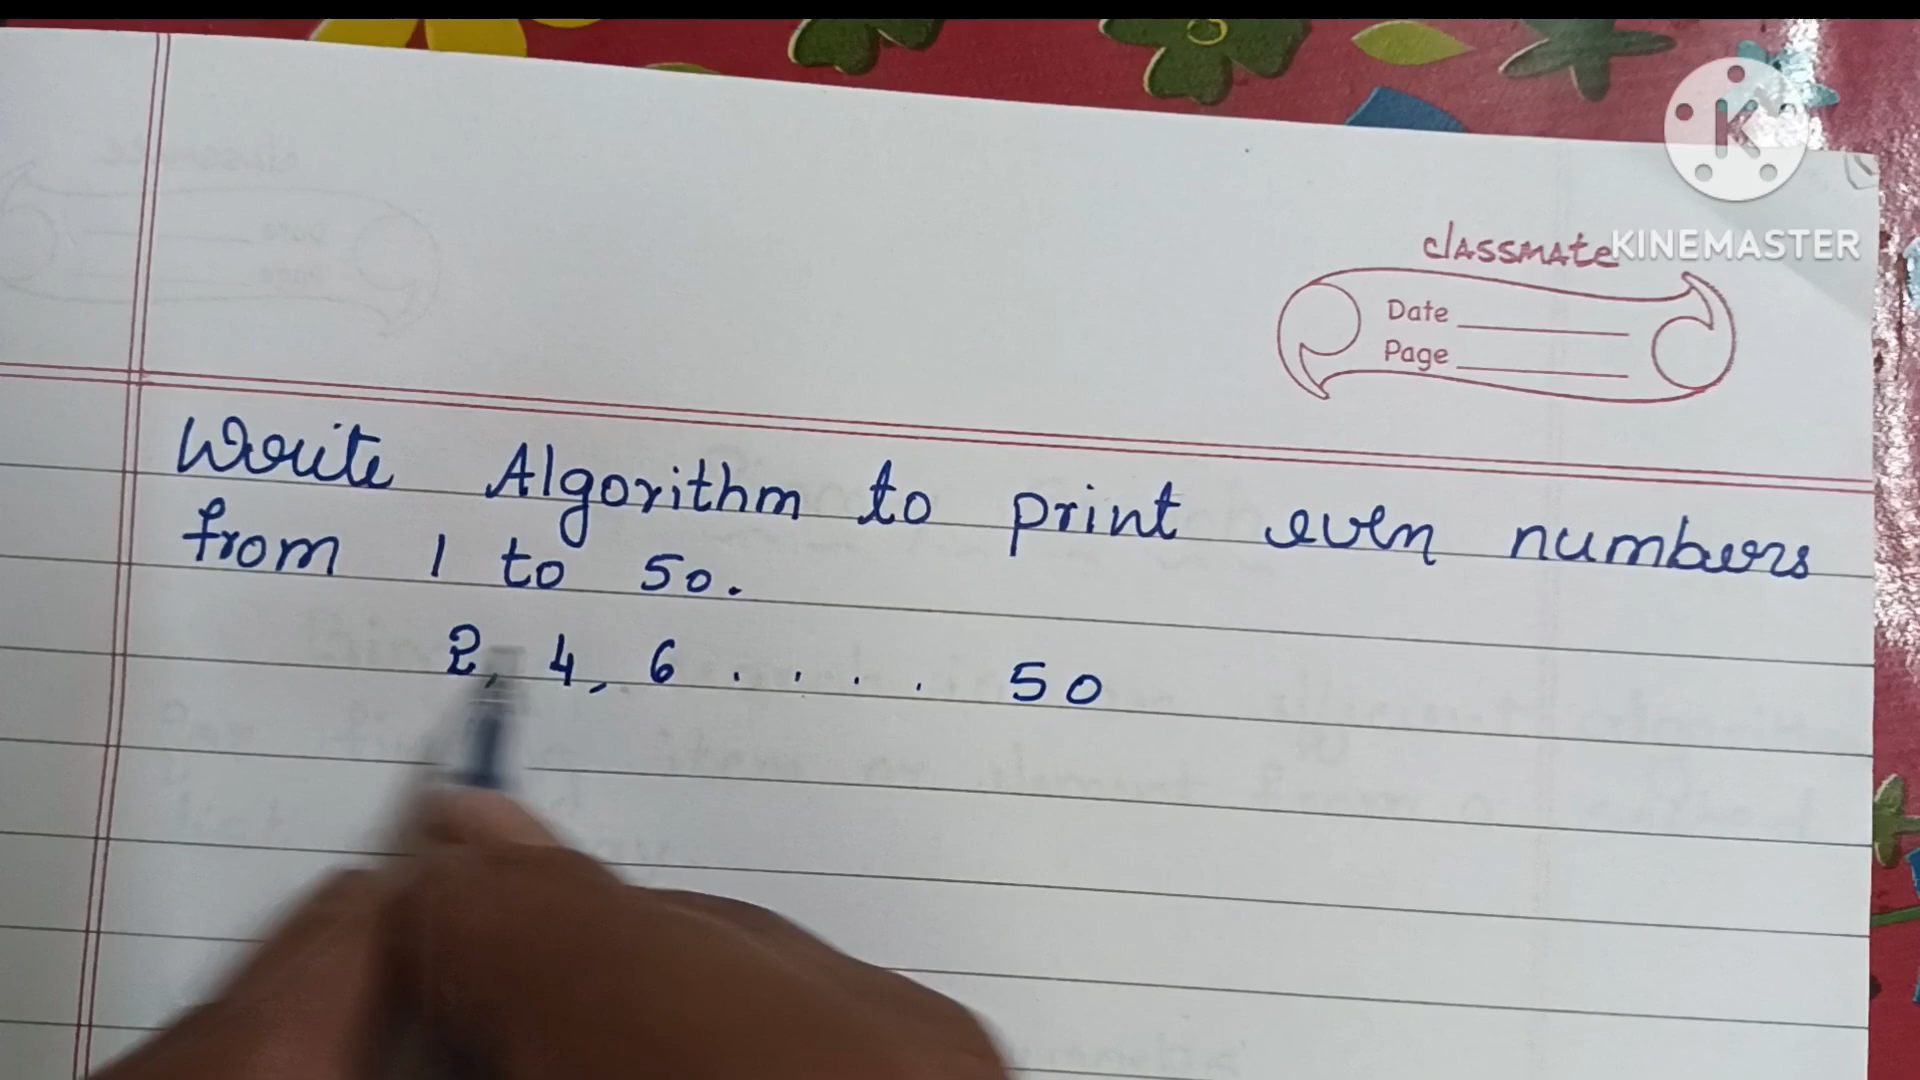 KINEMASTER
classmate
Date
Page
Write Algorithm to print even numbers
from 1 to 50.
2, 4, 6 . . . . 50